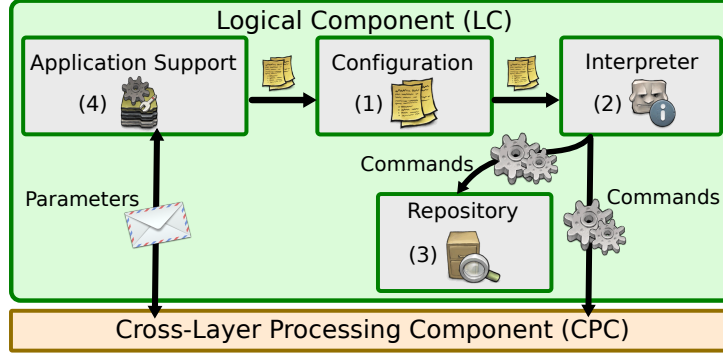 Logical Component (LC)
Application Support
(4)
Configuration
(1)
Interpreter
(2)
Commands
Parameters
Commands
Repository
(3)
Cross-Layer Processing Component (CPC)